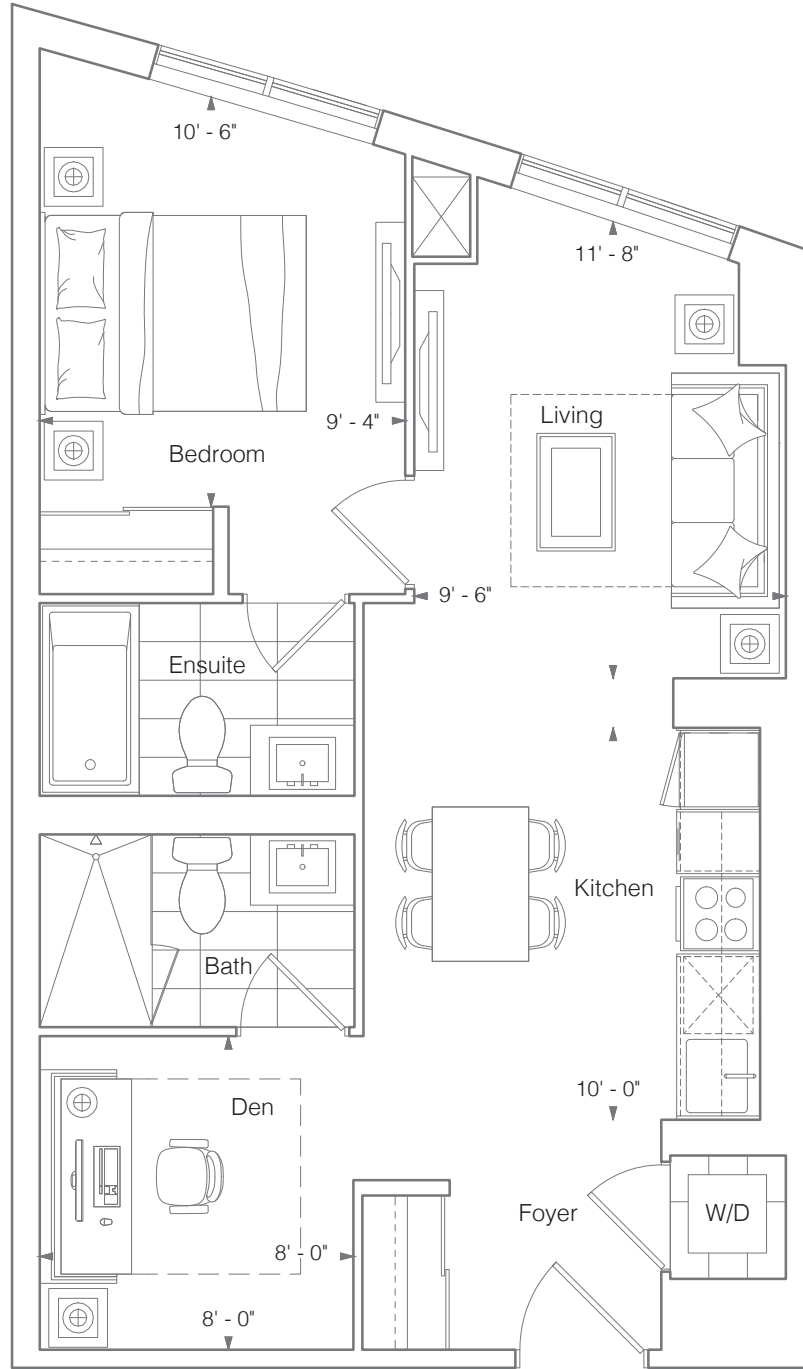 10' - 6"
11' - 8"
Living
9' - 4"
Bedroom
9' - 6"
Ensuite
Kitchen
Bath
10' - 0"
Den
Foyer
W/D
8' - 0"
8' - 0"